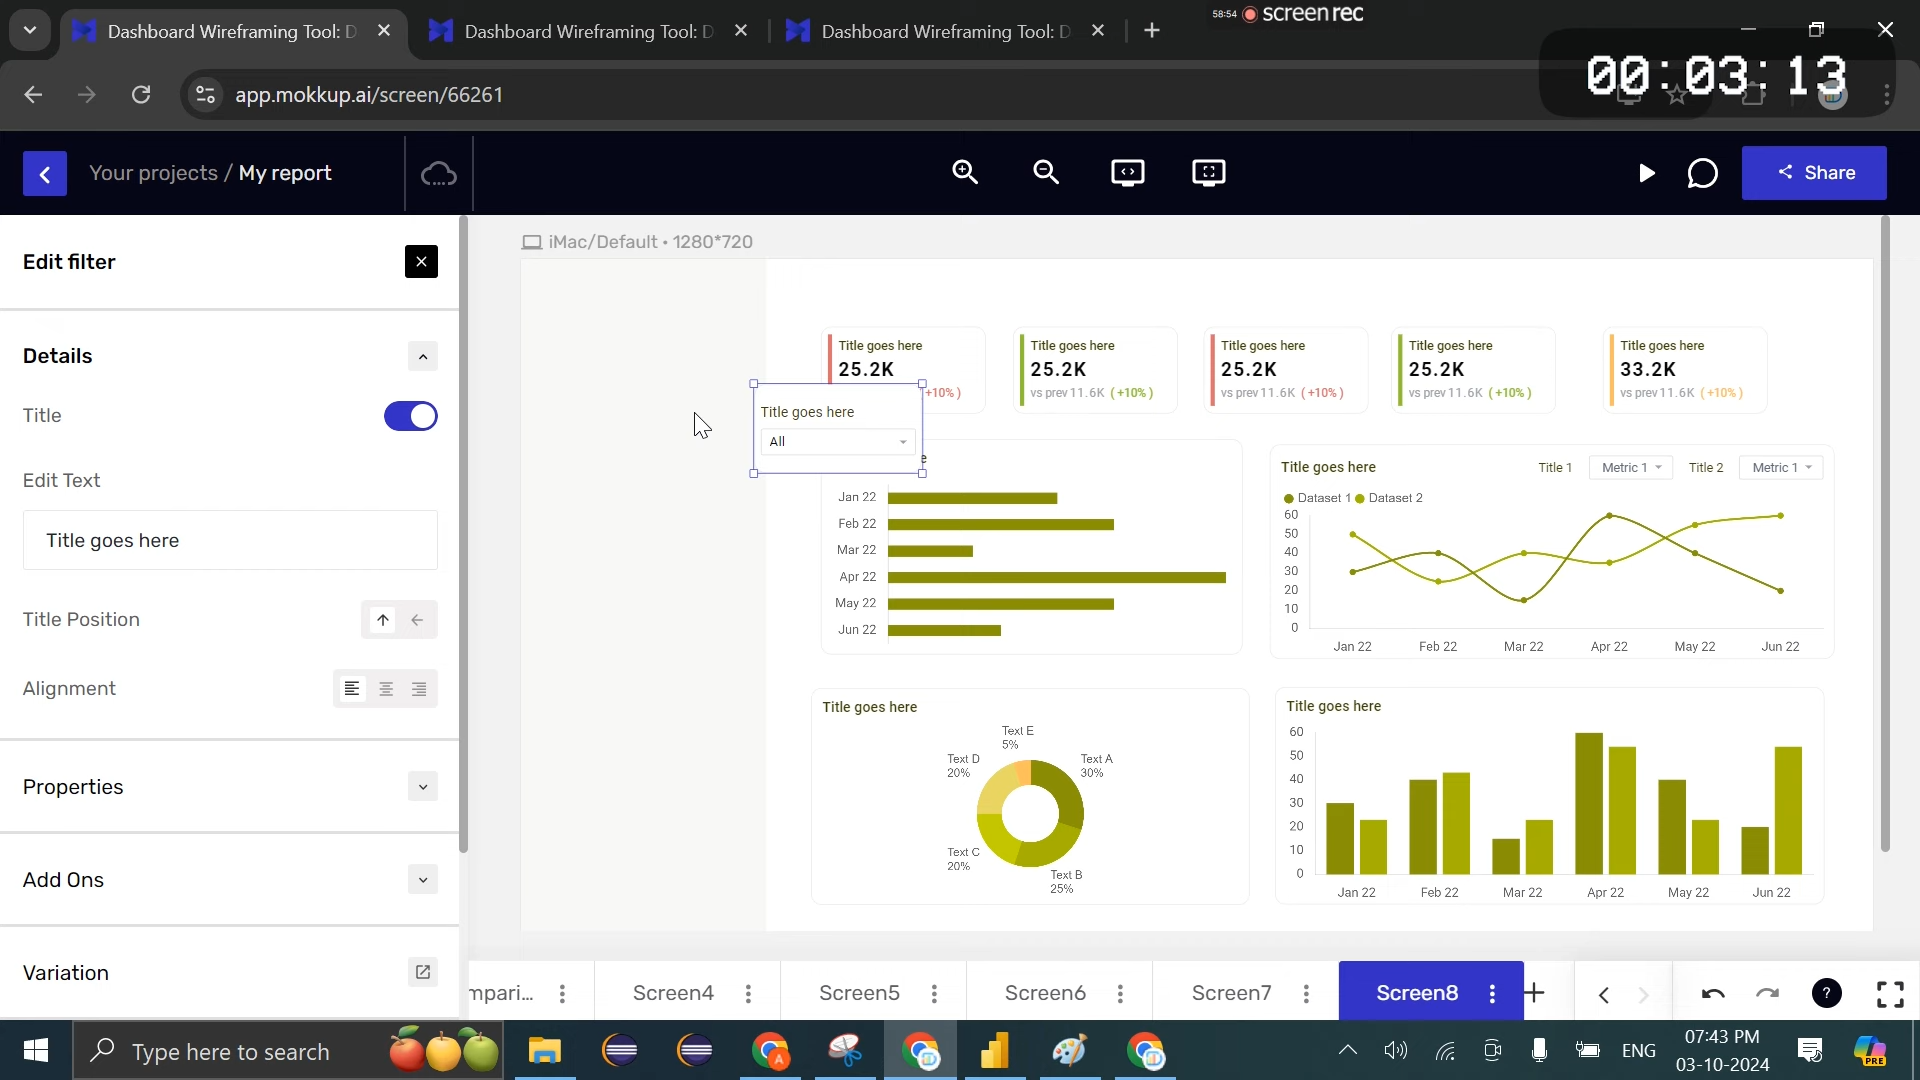 Dashboard Wireframing Tool: D
Dashboard Wireframing Tool: D
Dashboard Wireframing Tool: D
58:54 screenrec
00:03:13
app.mokkup.ai/screen/66261
Your projects / My report
Share
Edit filter
Details
Title
Edit Text
Title goes here
Title Position
Alignment
Properties
Add Ons
Variation
iMac/Default • 1280*720
Title goes here
25.2K
+10% )
Title goes here
25.2K
vs prev 11.6K ( +10% )
Title goes here
25.2K
vs prev 11.6K ( +10% )
Title goes here
25.2K
vs prev 11.6K ( +10% )
Title goes here
33.2K
vs prev 11.6K ( +10% )
Title goes here
All
e
Jan 22
Feb 22
Mar 22
Apr 22
May 22
Jun 22
Title goes here
Title 1 Metric 1 Title 2 Metric 1
Dataset 1 Dataset 2
60
50
40
30
20
10
0
Jan 22 Feb 22 Mar 22 Apr 22 May 22 Jun 22
Title goes here
Text E
5%
Text D
20%
Text A
30%
Text C
20%
Text B
25%
Title goes here
60
50
40
30
20
10
0
Jan 22 Feb 22 Mar 22 Apr 22 May 22 Jun 22
mpari... Screen4 Screen5 Screen6 Screen7 Screen8
?
Type here to search
ENG
07:43 PM
03-10-2024
PRE